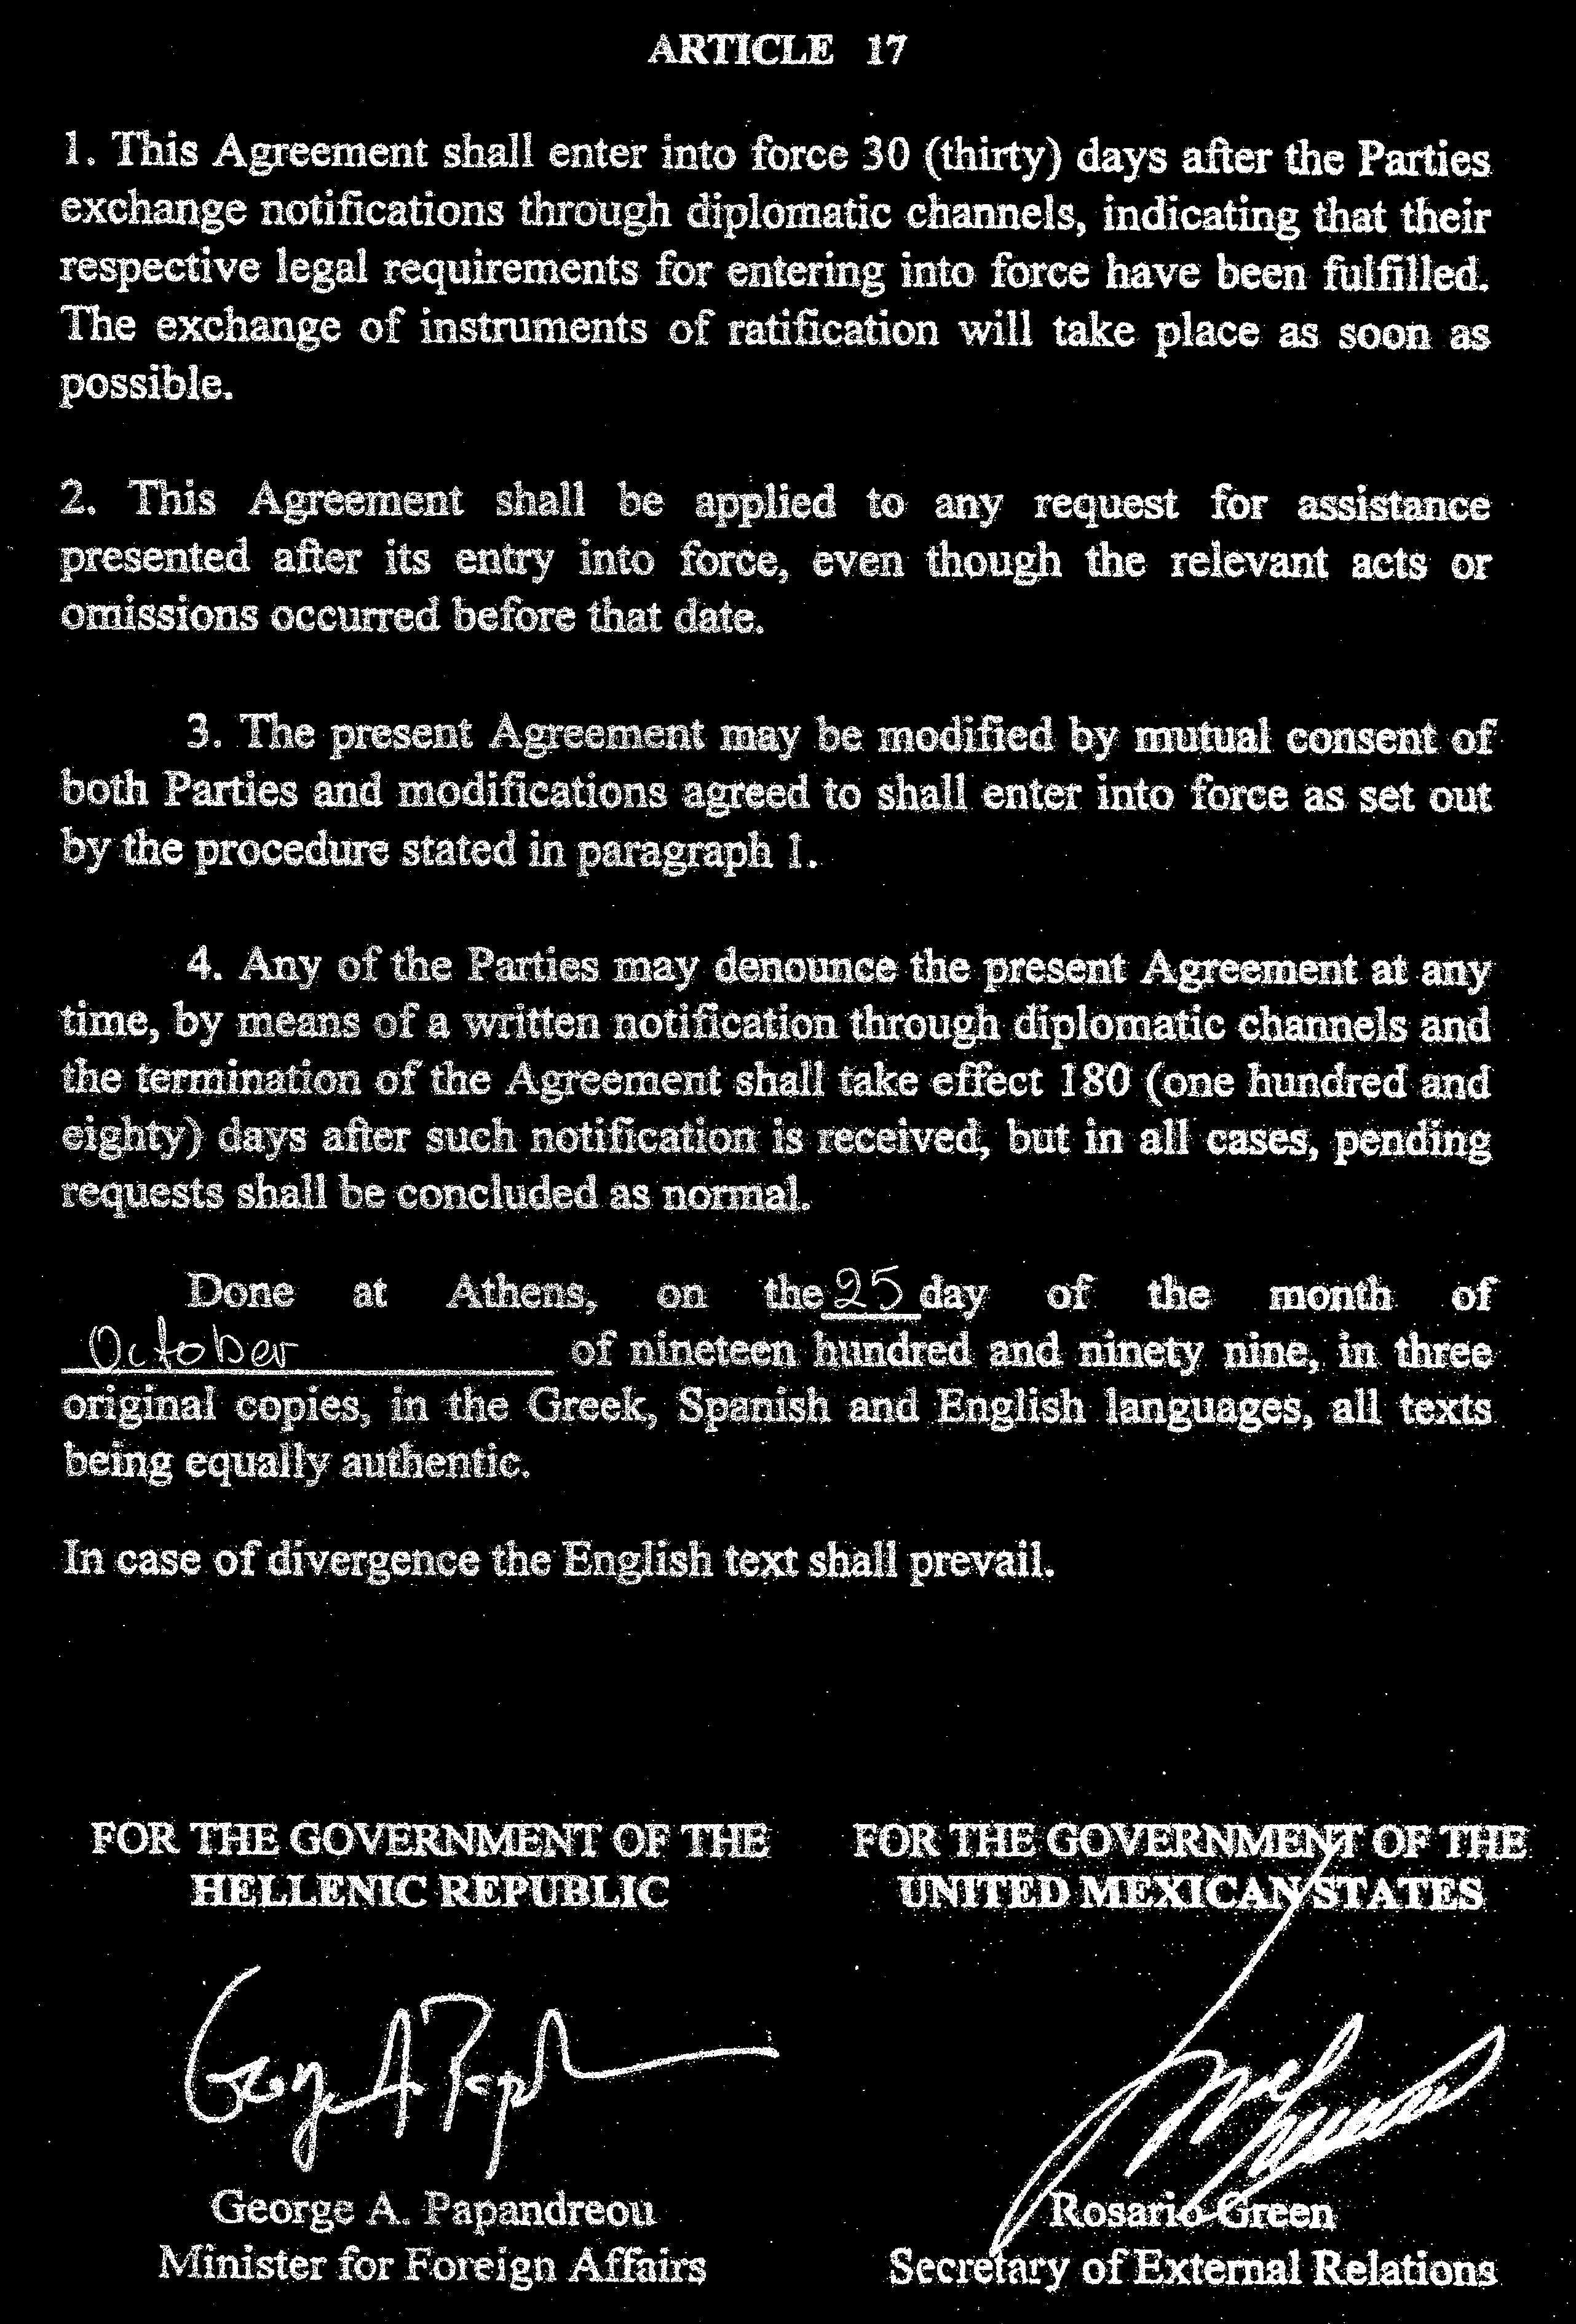 ARTICLE 17
1. This Agreement shall enter into force 30 (thirty) days after the Parties
exchange notifications through diplomatic channels, indicating that their
respective legal requirements for entering into force have been fulfilled.
The exchange of instruments of ratification will take place as soon as
possible.
2. This Agreement shall be applied to any request for assistance
presented after its entry into force, even though the relevant acts or
omissions occurred before that date.
3. The present Agreement may be modified by mutual consent of
both Parties and modifications agreed to shall enter into force as set out
by the procedure stated in paragraph 1.
4. Any of the Parties may denounce the present Agreement at any
time, by means of a written notification through diplomatic channels and
the termination of the Agreement shall take effect 180 (one hundred and
eighty) days after such notification is received, but in all cases, pending
requests shall be concluded as normal.
Done at Athens, on the 25 day of the month of
October of nineteen hundred and ninety nine, in three
original copies, in the Greek, Spanish and English languages, all texts
being equally authentic.
In case of divergence the English text shall prevail.
FOR THE GOVERNMENT OF THE
HELLENIC REPUBLIC
George A. Papandreou
Minister for Foreign Affairs
FOR THE GOVERNMENT OF THE
UNITED MEXICAN STATES
Rosario Green
Secretary of External Relations